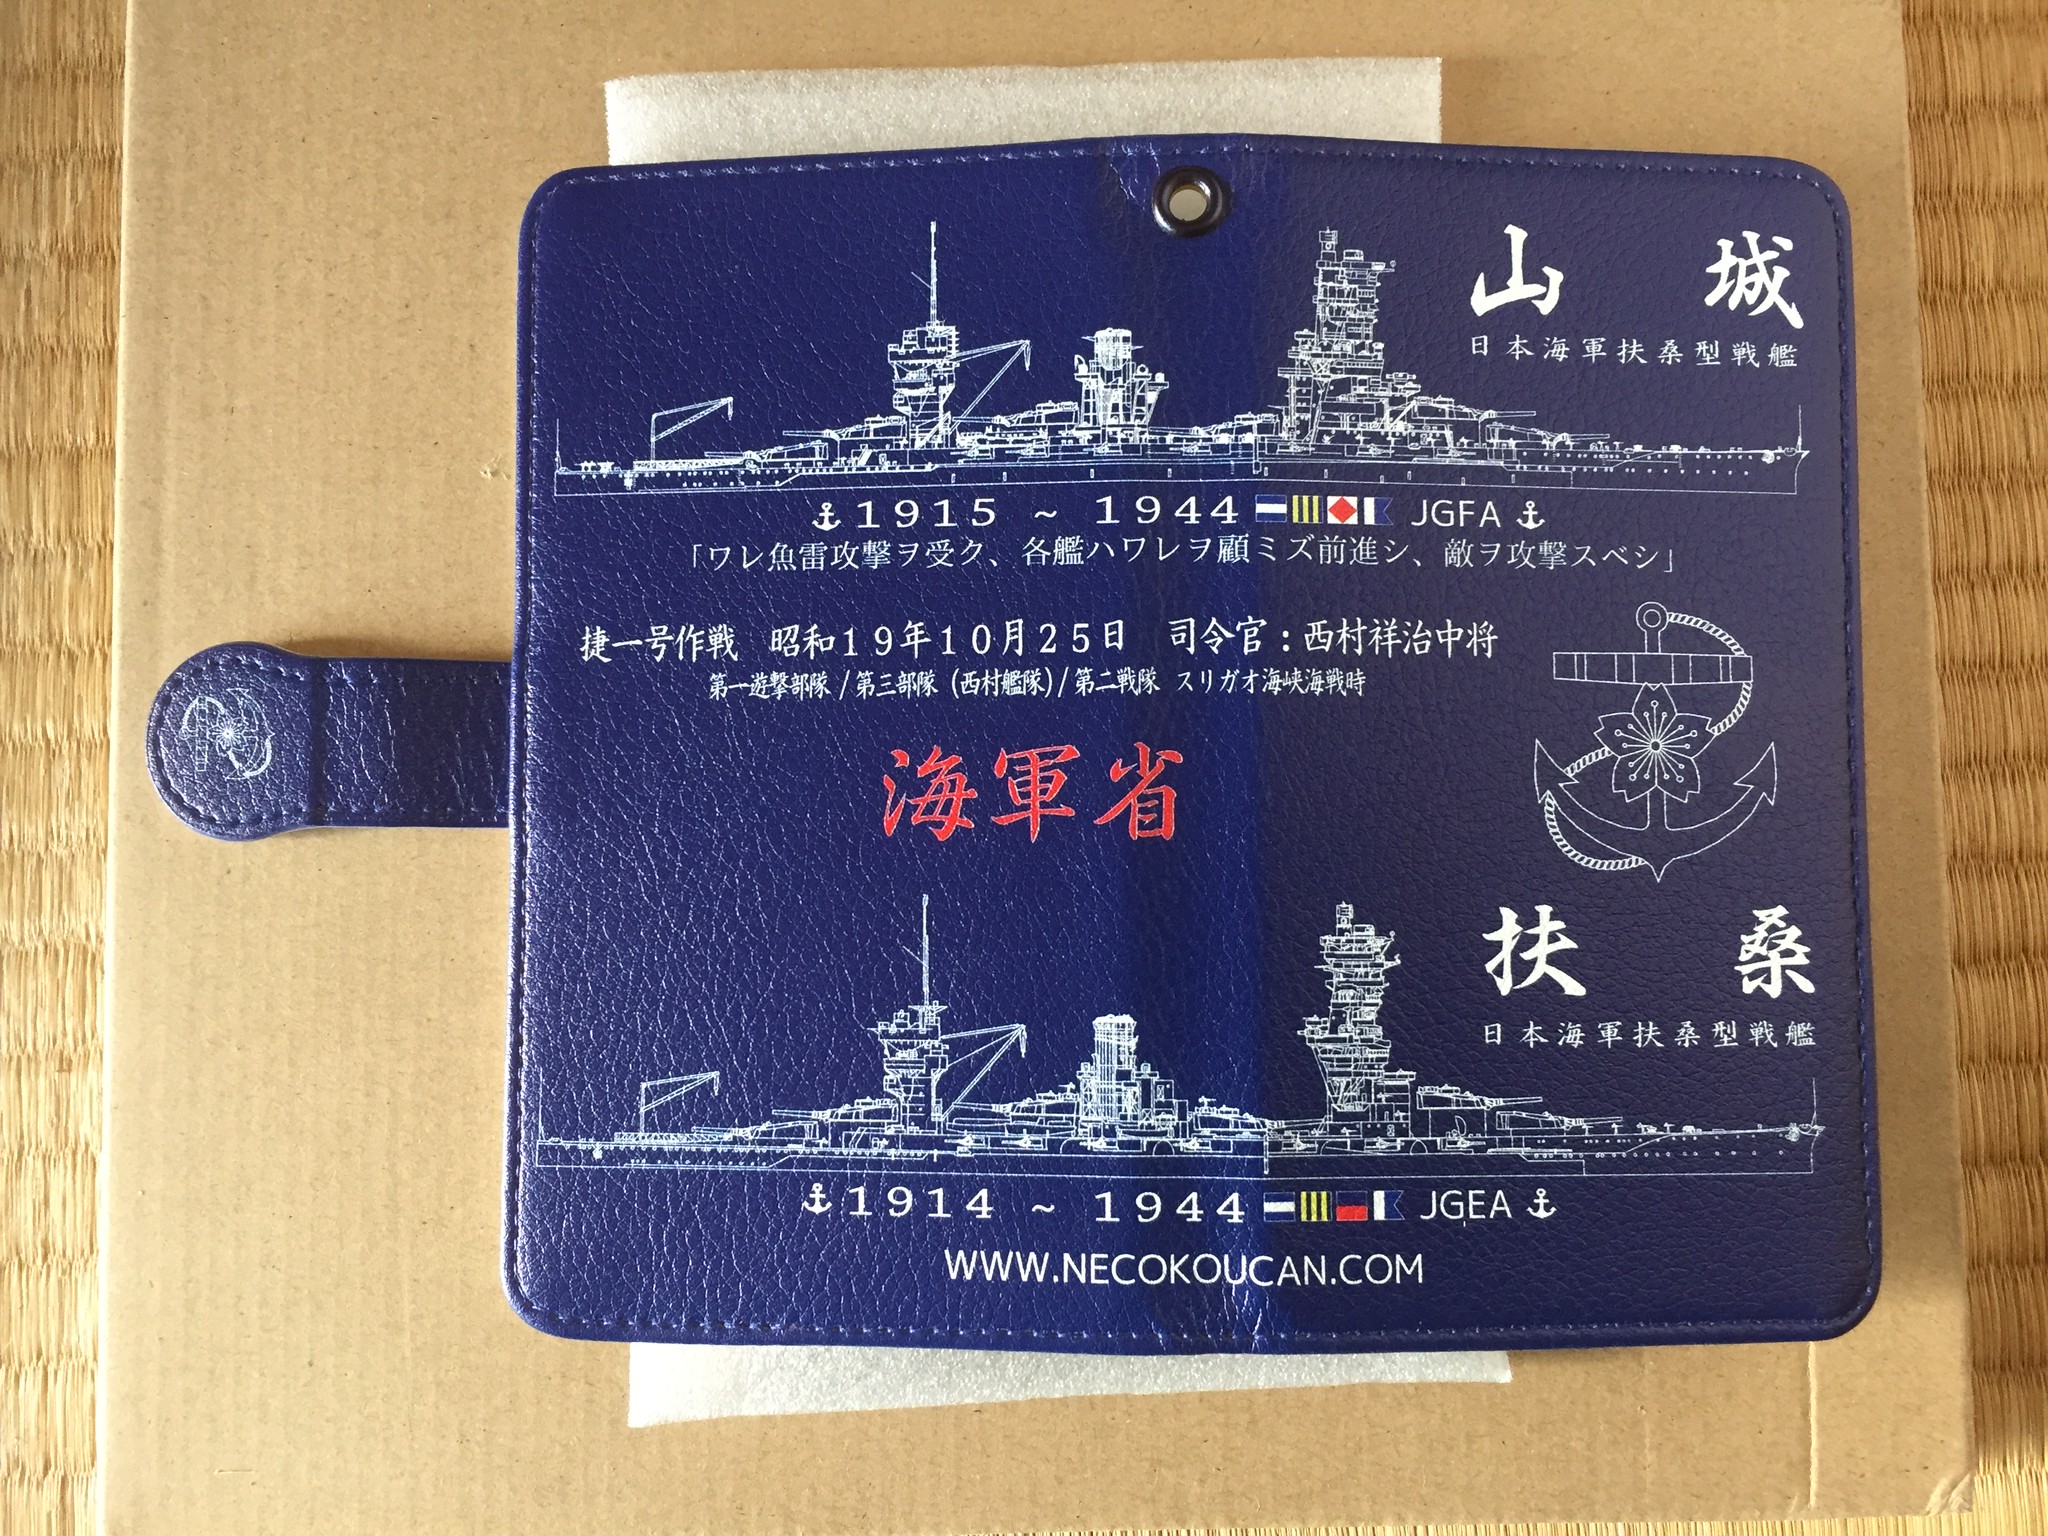 山城
日本海軍扶桑型戦艦
1915 ~ 1944 JGFA
「ワレ魚雷攻撃ヲ受ク、各艦ハワレヲ顧ミズ前進シ、敵ヲ攻撃スベシ」
捷一号作戦 昭和19年10月25日 司令官:西村祥治中将
第一遊撃部隊/第三部隊(西村艦隊)/第二戦隊 スリガオ海峡海戦時
海軍省
扶桑
日本海軍扶桑型戦艦
1914 ~ 1944 JGEA
WWW.NECOKOUCAN.COM